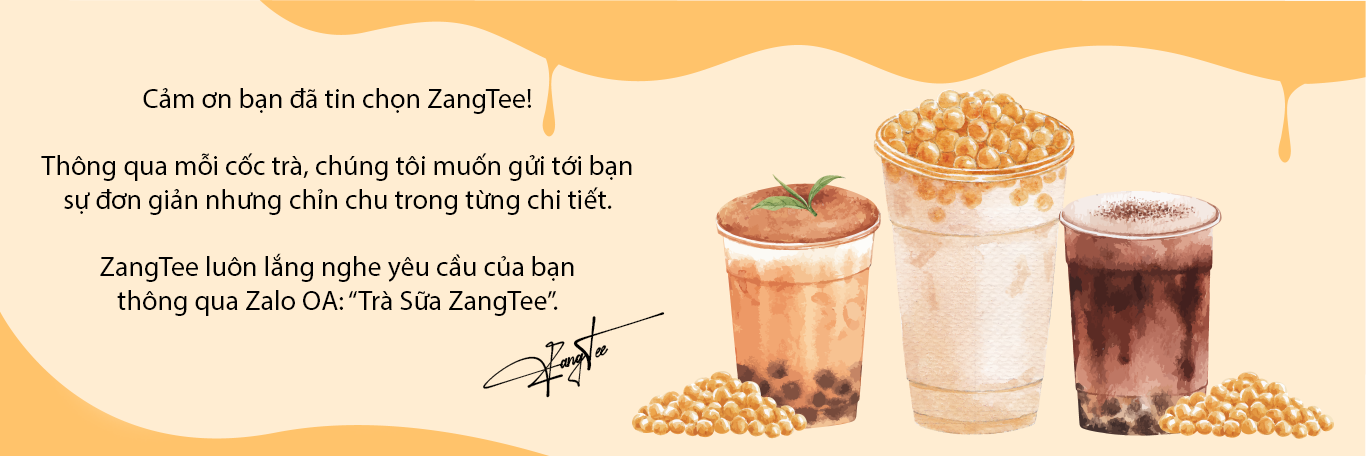 Cảm ơn bạn đã tin chọn ZangTee!
Thông qua mỗi cốc trà, chúng tôi muốn gửi tới bạn
sự đơn giản nhưng chỉn chu trong từng chi tiết.
ZangTee luôn lắng nghe yêu cầu của bạn
thông qua Zalo OA: “Trà Sữa ZangTee”.
ZangTee